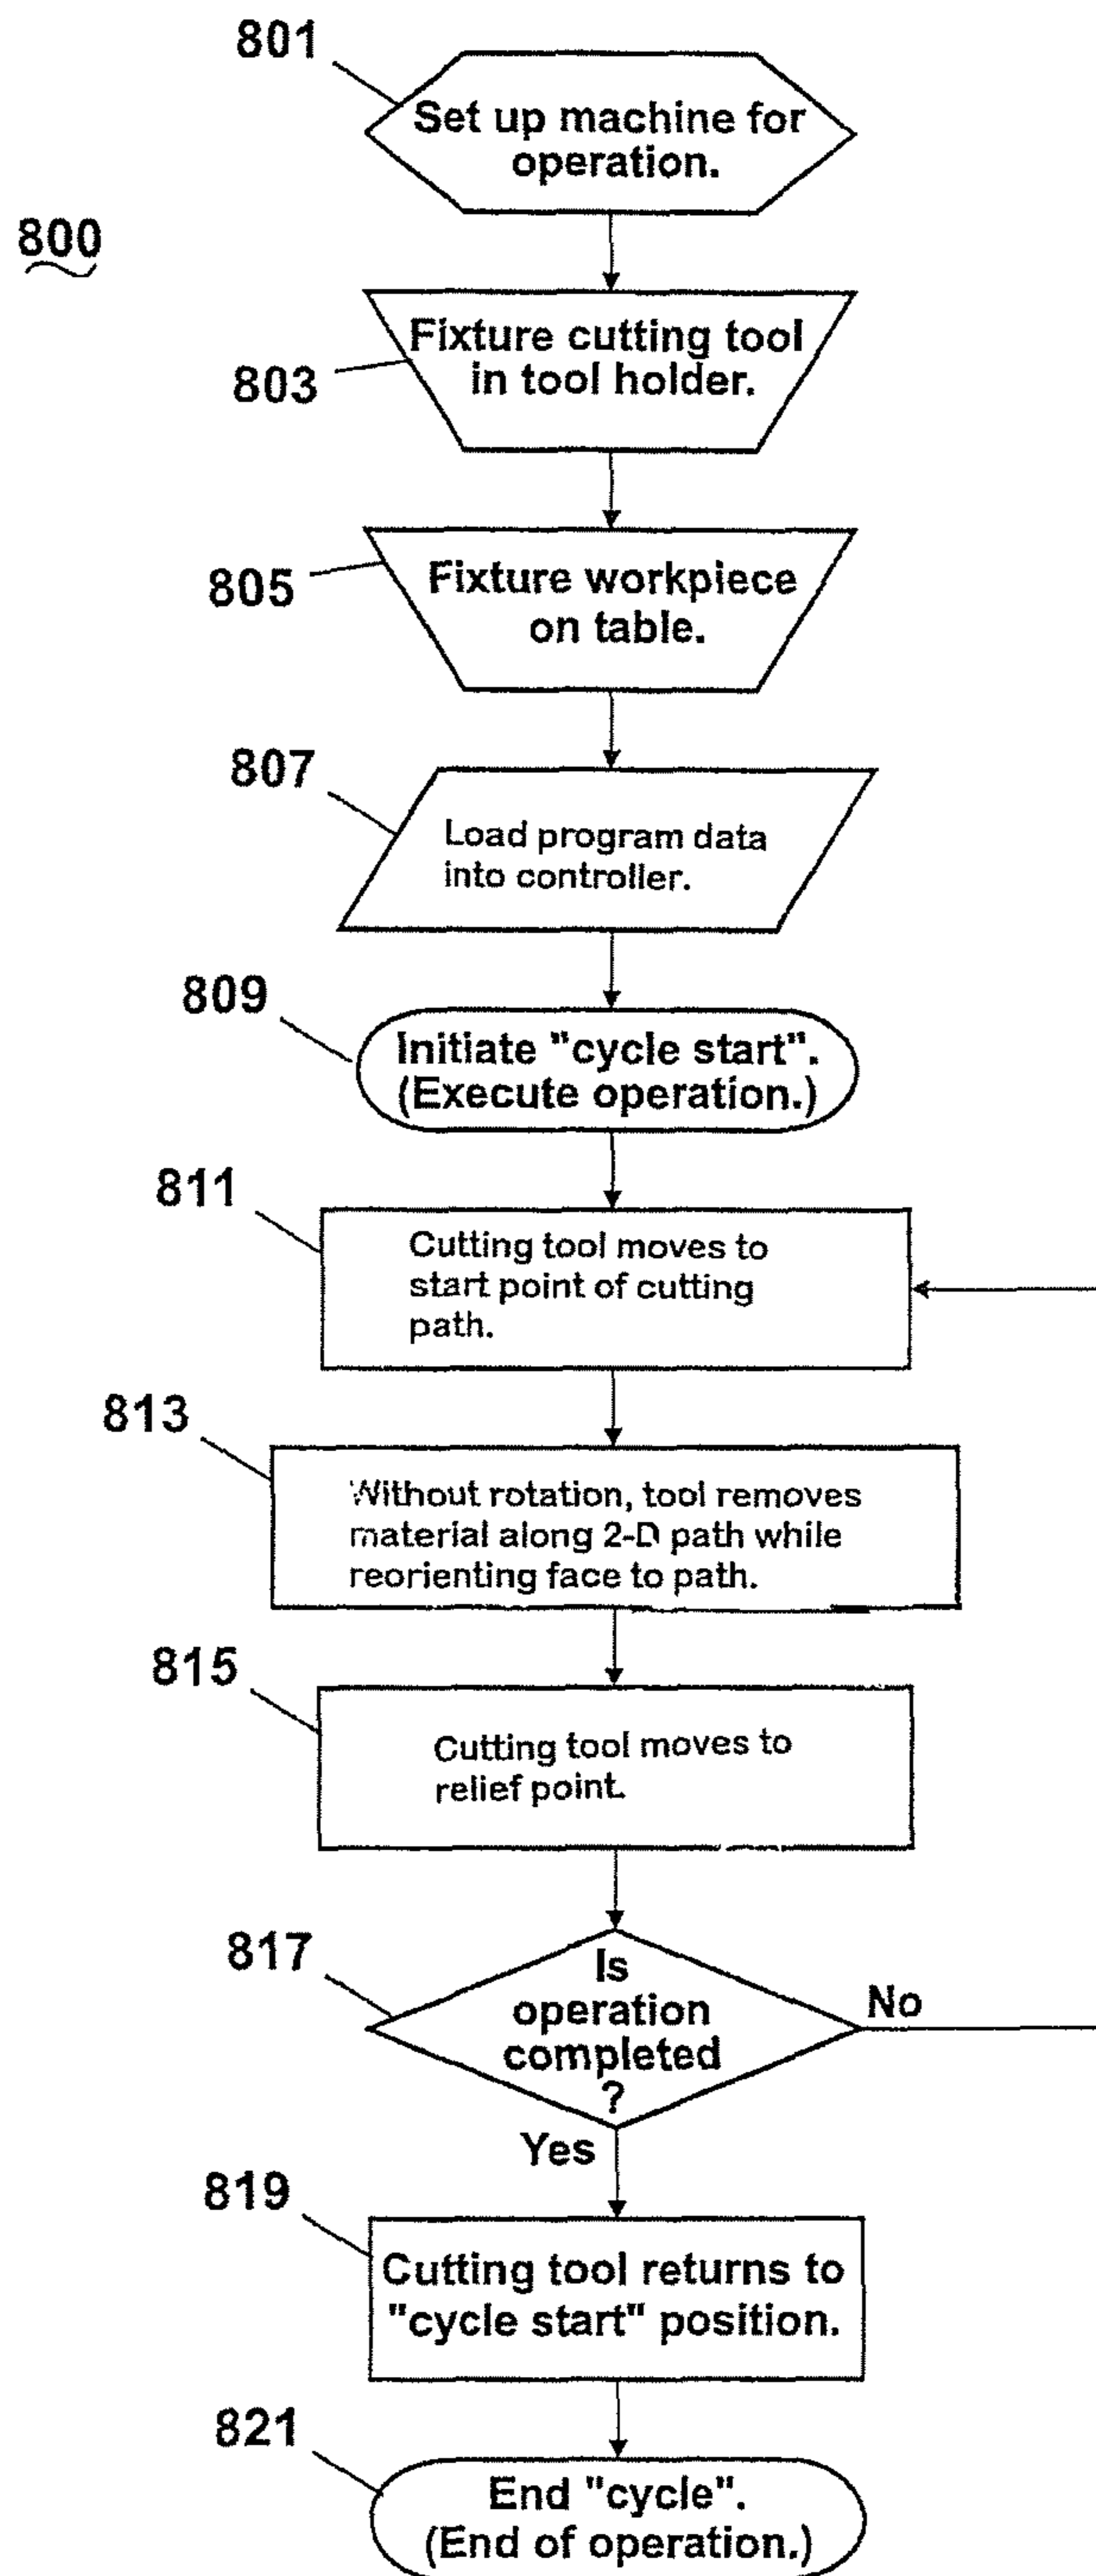 801
Set up machine for
operation.
800
Fixture cutting tool
in tool holder.
803
Fixture workpiece
on table.
805
807
Load program data
into controller.
809
Initiate "cycle start".
(Execute operation.)
811
Cutting tool moves to
start point of cutting
path.
813
Without rotation, tool removes
material along 2-D path while
reorienting face to path.
815
Cutting tool moves to
relief point.
817
Is
operation
completed
?
No
Yes
819
Cutting tool returns to
"cycle start" position.
821
End "cycle".
(End of operation.)